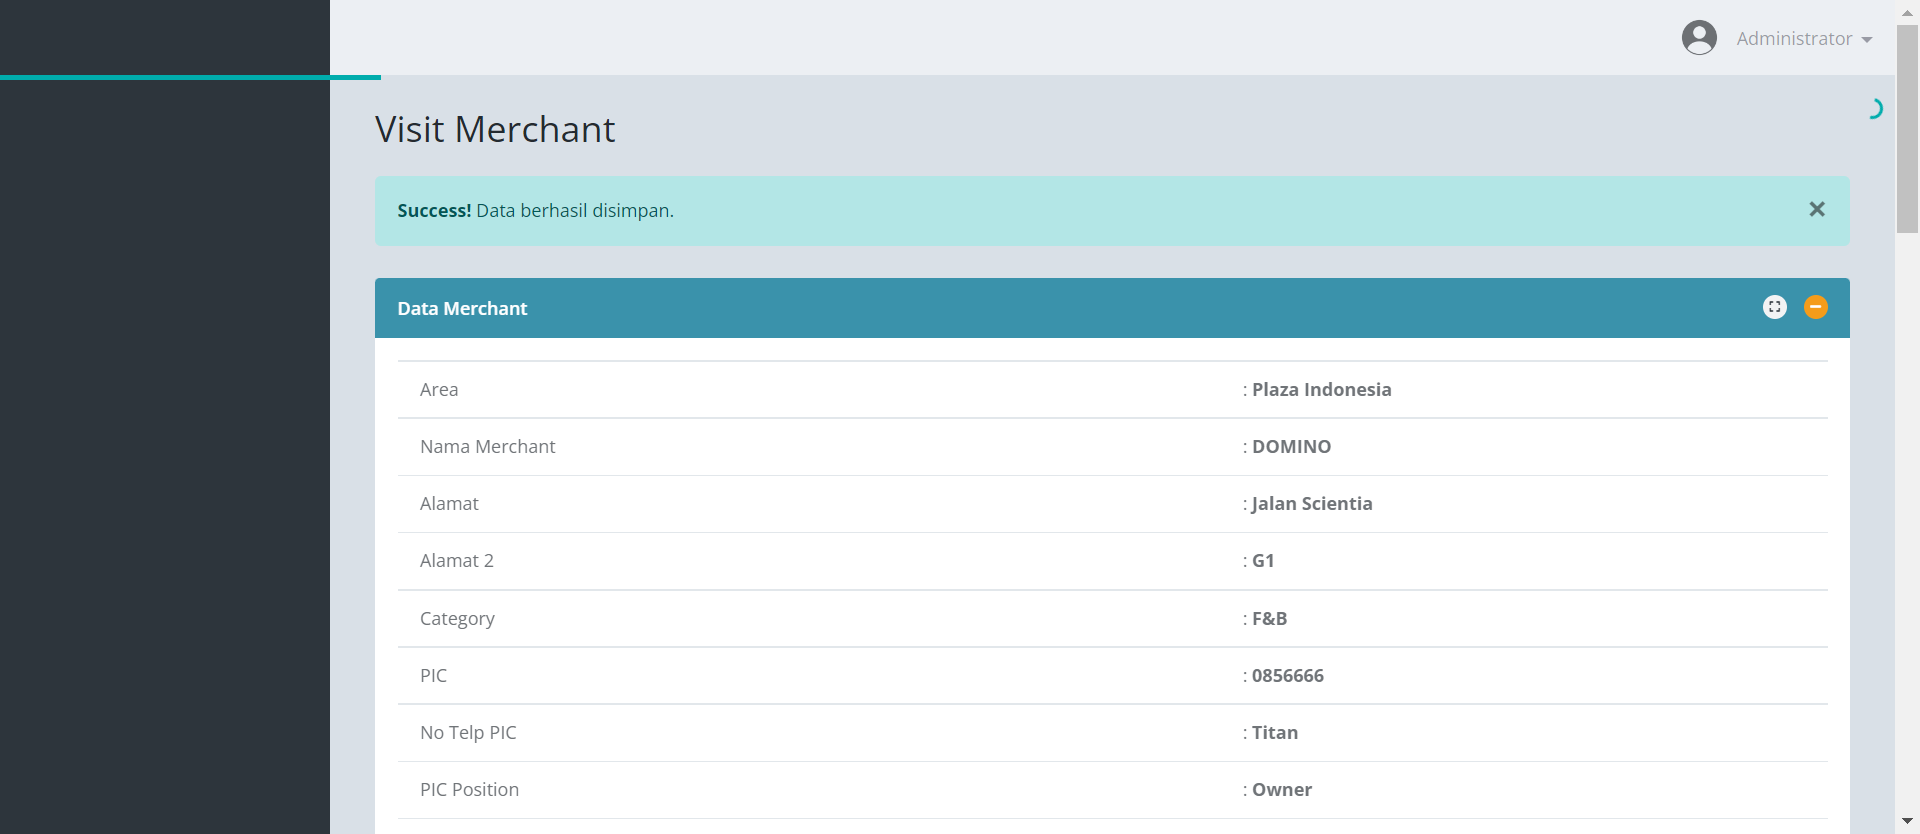 Administrator
Visit Merchant
Success! Data berhasil disimpan.
Data Merchant
Area : Plaza Indonesia
Nama Merchant : DOMINO
Alamat : Jalan Scientia
Alamat 2 : G1
Category : F&B
PIC : 0856666
No Telp PIC : Titan
PIC Position : Owner